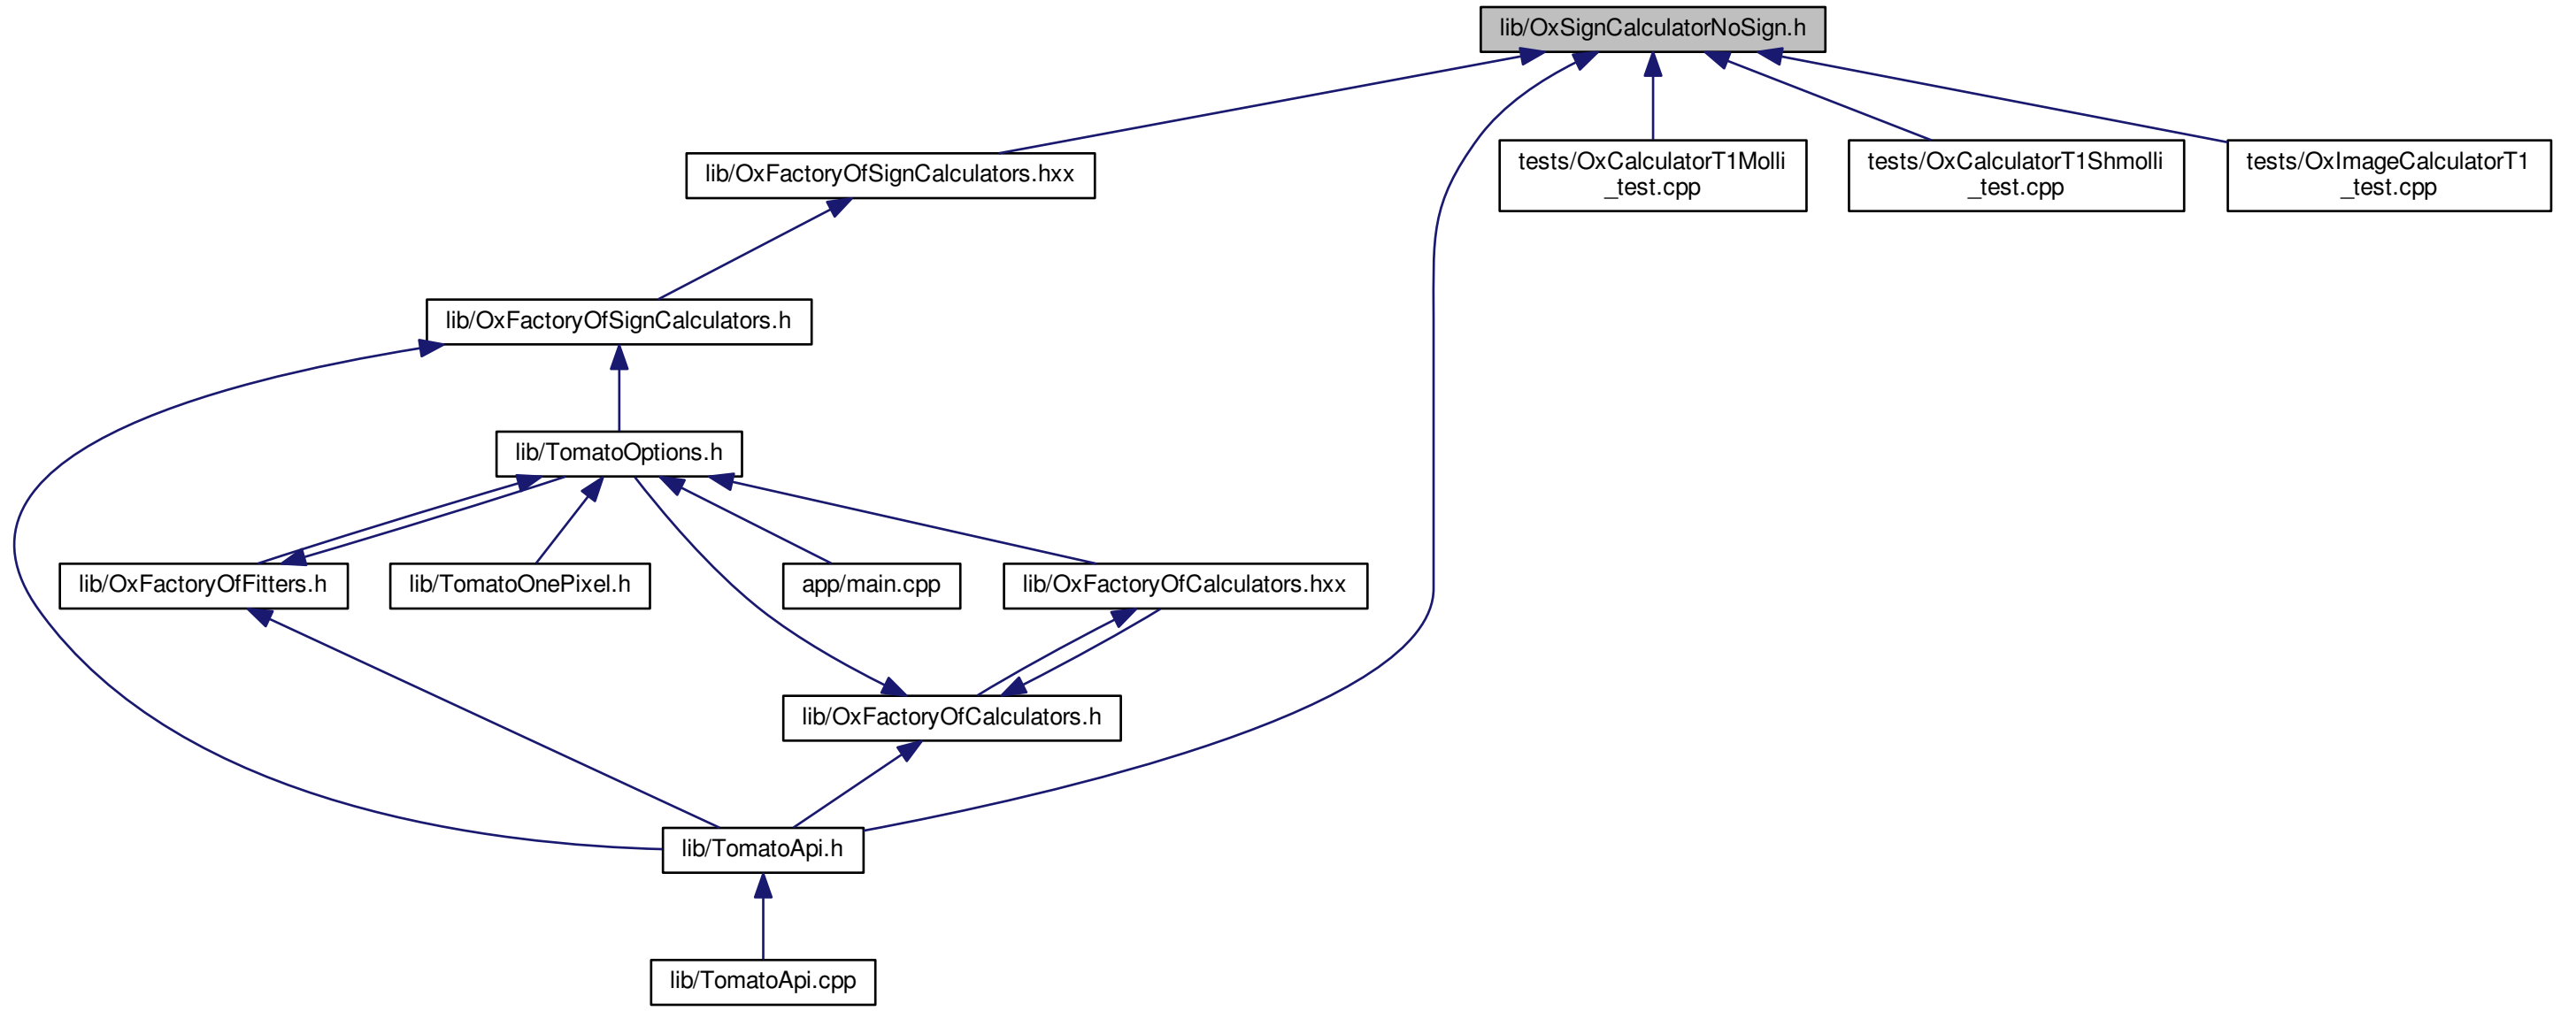 lib/OxSignCalculatorNoSign.h
lib/OxFactoryOfSignCalculators.hxx
tests/OxCalculatorT1Molli
_test.cpp
tests/OxCalculatorT1Shmolli
_test.cpp
tests/OxImageCalculatorT1
_test.cpp
lib/OxFactoryOfSignCalculators.h
lib/TomatoOptions.h
lib/OxFactoryOfFitters.h
lib/TomatoOnePixel.h
app/main.cpp
lib/OxFactoryOfCalculators.hxx
lib/OxFactoryOfCalculators.h
lib/TomatoApi.h
lib/TomatoApi.cpp